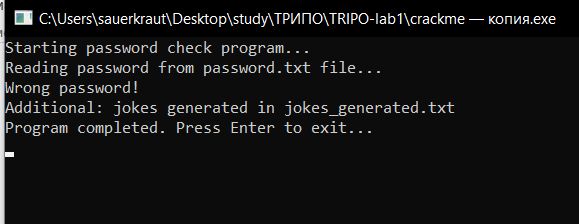 C:\Users\sauerkraut\Desktop\study\ТРИПО\TRIPO-lab1\crackme — копия.exe
Starting password check program...
Reading password from password.txt file...
Wrong password!
Additional: jokes generated in jokes_generated.txt
Program completed. Press Enter to exit...